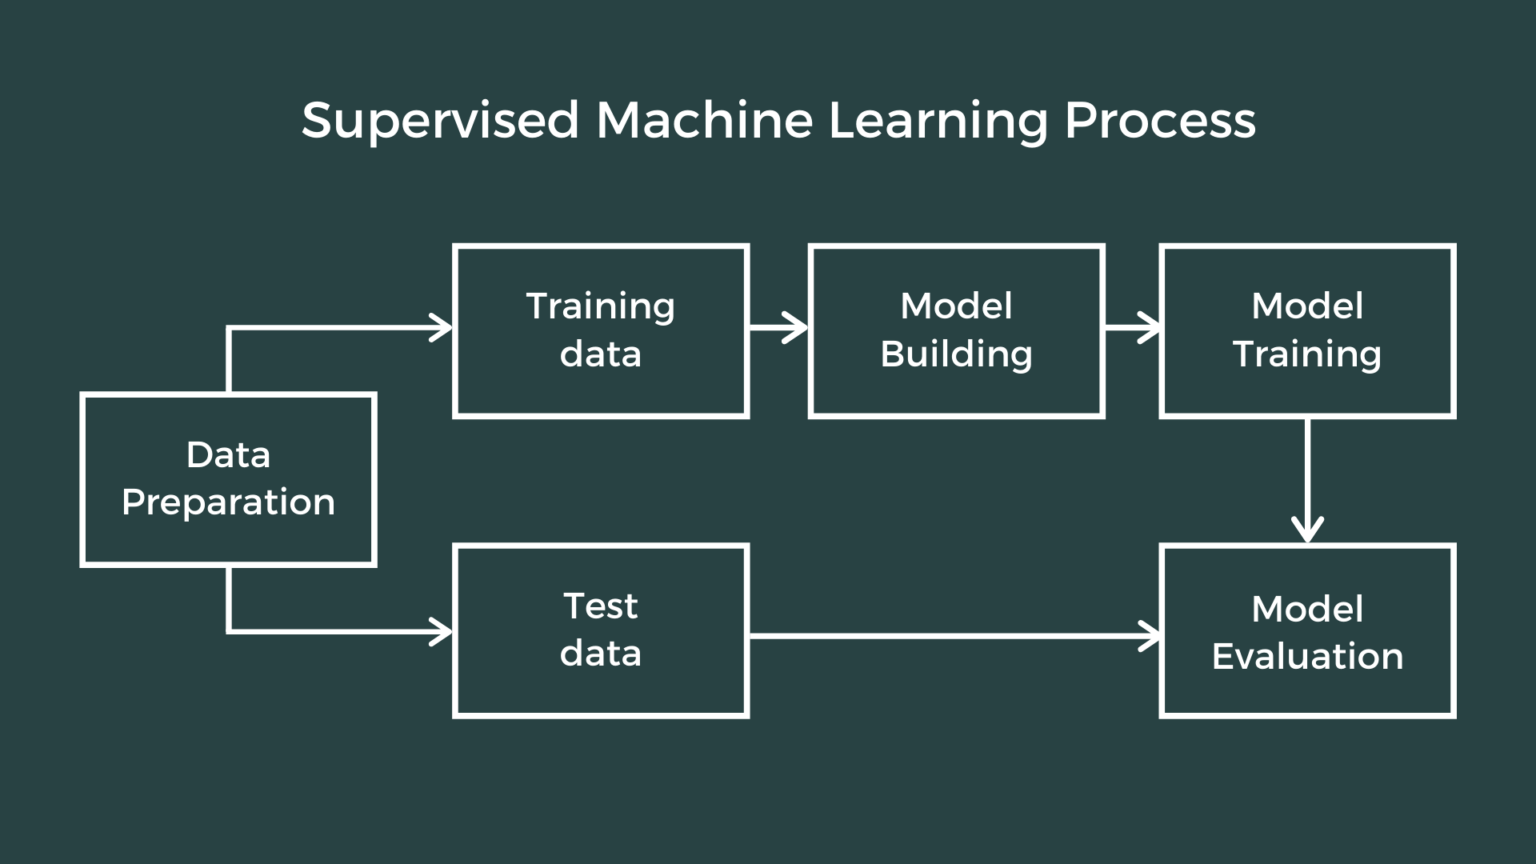 Supervised Machine Learning Process
Training
data
Model
Building
Model
Training
Data
Preparation
Test
data
Model
Evaluation